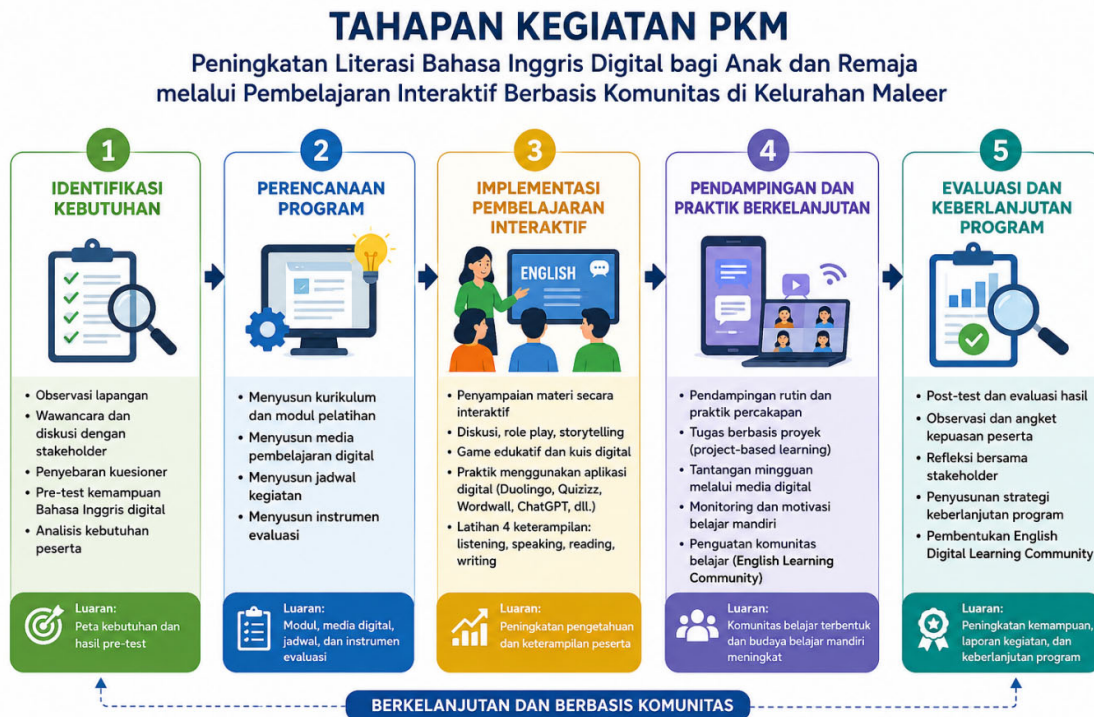 TAHAPAN KEGIATAN PKM
Peningkatan Literasi Bahasa Inggris Digital bagi Anak dan Remaja
melalui Pembelajaran Interaktif Berbasis Komunitas di Kelurahan Maleer
1
IDENTIFIKASI
KEBUTUHAN
• Observasi lapangan
• Wawancara dan
diskusi dengan
stakeholder
• Penyebaran kuesioner
• Pre-test kemampuan
Bahasa Inggris digital
• Analisis kebutuhan
peserta
Luaran:
Peta kebutuhan dan
hasil pre-test
2
PERENCANAAN
PROGRAM
• Menyusun kurikulum
dan modul pelatihan
• Menyusun media
pembelajaran digital
• Menyusun jadwal
kegiatan
• Menyusun instrumen
evaluasi
Luaran:
Modul, media digital,
jadwal, dan instrumen
evaluasi
3
IMPLEMENTASI
PEMBELAJARAN
INTERAKTIF
ENGLISH
• Penyampaian materi secara
interaktif
• Diskusi, role play, storytelling
• Game edukatif dan kuis digital
• Praktik menggunakan aplikasi
digital (Duolingo, Quizizz,
Wordwall, ChatGPT, dll.)
• Latihan 4 keterampilan:
listening, speaking, reading,
writing
Luaran:
Peningkatan pengetahuan
dan keterampilan peserta
4
PENDAMPINGAN DAN
PRAKTIK BERKELANJUTAN
• Pendampingan rutin dan
praktik percakapan
• Tugas berbasis proyek
(project-based learning)
• Tantangan mingguan
melalui media digital
• Monitoring dan motivasi
belajar mandiri
• Penguatan komunitas
belajar (English Learning
Community)
Luaran:
Komunitas belajar terbentuk
dan budaya belajar mandiri
meningkat
5
EVALUASI DAN
KEBERLANJUTAN
PROGRAM
• Post-test dan evaluasi hasil
• Observasi dan angket
kepuasan peserta
• Refleksi bersama
stakeholder
• Penyusunan strategi
keberlanjutan program
• Pembentukan English
Digital Learning Community
Luaran:
Peningkatan kemampuan,
laporan kegiatan, dan
keberlanjutan program
BERKELANJUTAN DAN BERBASIS KOMUNITAS